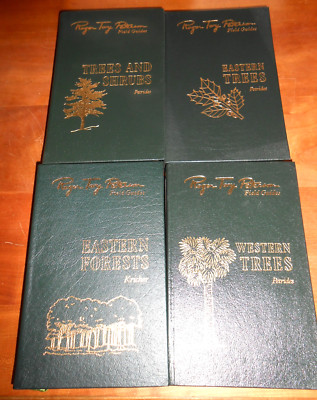 Roger Tory Peterson
Field Guides
TREES AND
SHRUBS
Petrides
Roger Tory Peterson
Field Guides
EASTERN
TREES
Petrides
Roger Tory Peterson
Field Guides
EASTERN
FORESTS
Kricher
Roger Tory Peterson
Field Guides
WESTERN
TREES
Petrides